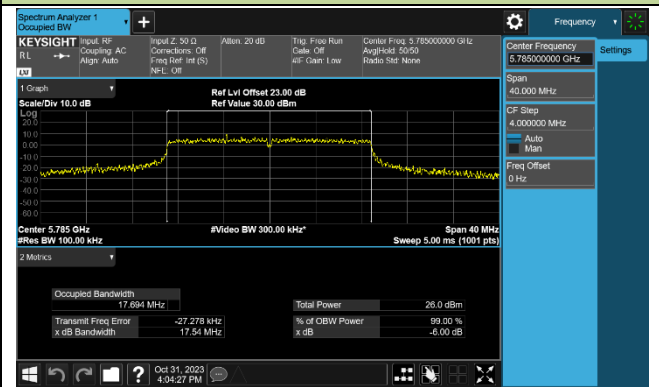 Spectrum Analyzer 1
Occupied BW
+
Frequency
KEYSIGHT
Input: RF
Input Z: 50 Ω
Atten: 20 dB
Trig: Free Run
Center Freq: 5.785000000 GHz
R L
Coupling: AC
Corrections: Off
Gate: Off
Avg|Hold: 50/50
Align: Auto
Freq Ref: Int (S)
#IF Gain: Low
Radio Std: None
LXI
NFE: Off
Center Frequency
5.785000000 GHz
Settings
Span
40.000 MHz
CF Step
4.000000 MHz
Auto
Man
Freq Offset
0 Hz
1 Graph
Ref Lvl Offset 23.00 dB
Scale/Div 10.0 dB
Ref Value 30.00 dBm
Log
20.0
10.0
0.00
-10.0
-20.0
-30.0
-40.0
-50.0
-60.0
Center 5.785 GHz
#Video BW 300.00 kHz*
Span 40 MHz
#Res BW 100.00 kHz
Sweep 5.00 ms (1001 pts)
2 Metrics
Occupied Bandwidth
17.694 MHz
Total Power
26.0 dBm
Transmit Freq Error
-27.278 kHz
% of OBW Power
99.00 %
x dB Bandwidth
17.54 MHz
x dB
-6.00 dB
?
Oct 31, 2023
4:04:27 PM